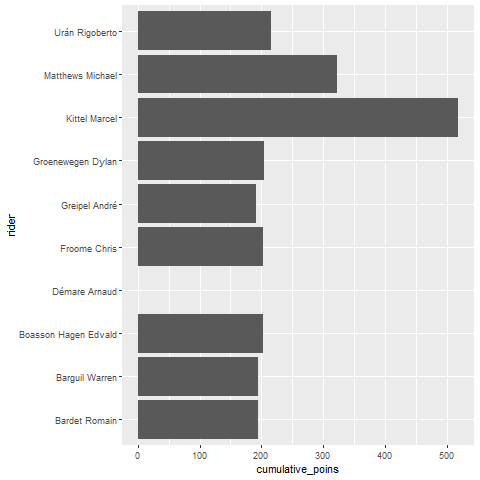 Urán Rigoberto
Matthews Michael
Kittel Marcel
Groenewegen Dylan
Greipel André
Froome Chris
Démare Arnaud
Boasson Hagen Edvald
Barguil Warren
Bardet Romain
rider
0 100 200 300 400 500
cumulative_poins